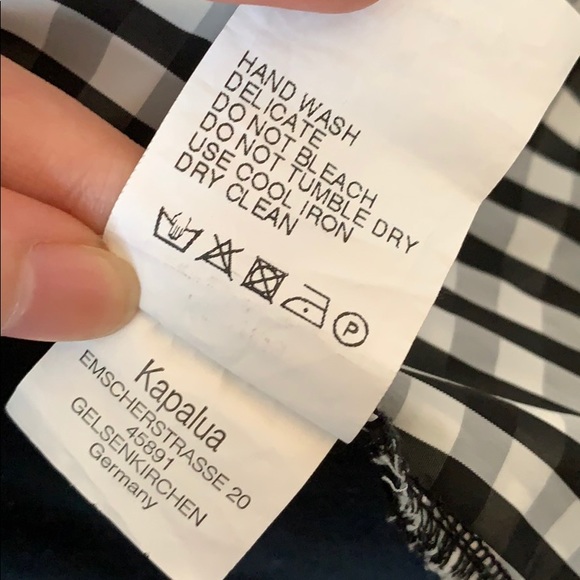 HAND WASH
DELICATE
DO NOT BLEACH
DO NOT TUMBLE DRY
USE COOL IRON
DRY CLEAN
P
Kapalua
EMSCHERSTRASSE 20
45891
GELSENKIRCHEN
Germany